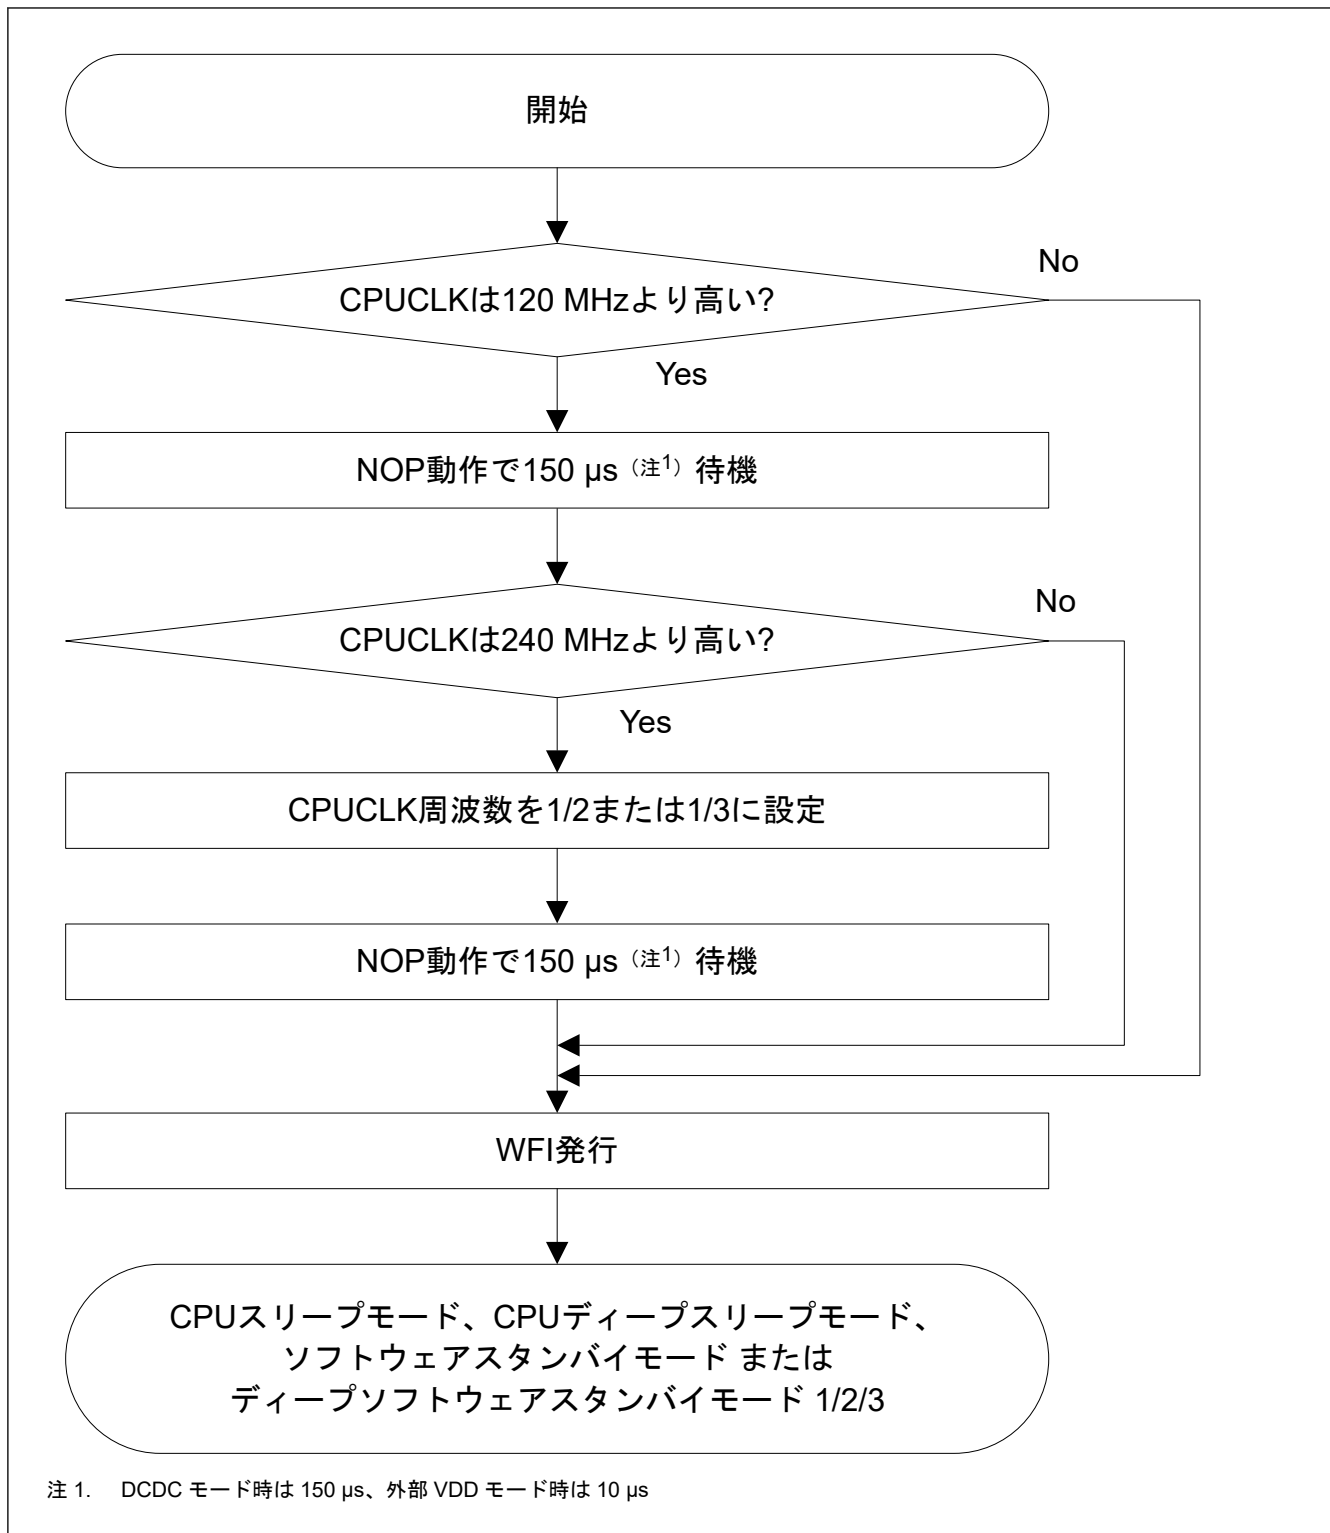 開始
CPUCLKは120 MHzより高い?
No
Yes
NOP動作で150 μs（注1）待機
CPUCLKは240 MHzより高い?
No
Yes
CPUCLK周波数を1/2または1/3に設定
NOP動作で150 μs（注1）待機
WFI発行
CPUスリープモード、CPUディープスリープモード、
ソフトウェアスタンバイモード または
ディープソフトウェアスタンバイモード 1/2/3
注 1. DCDC モード時は 150 μs、外部 VDD モード時は 10 μs